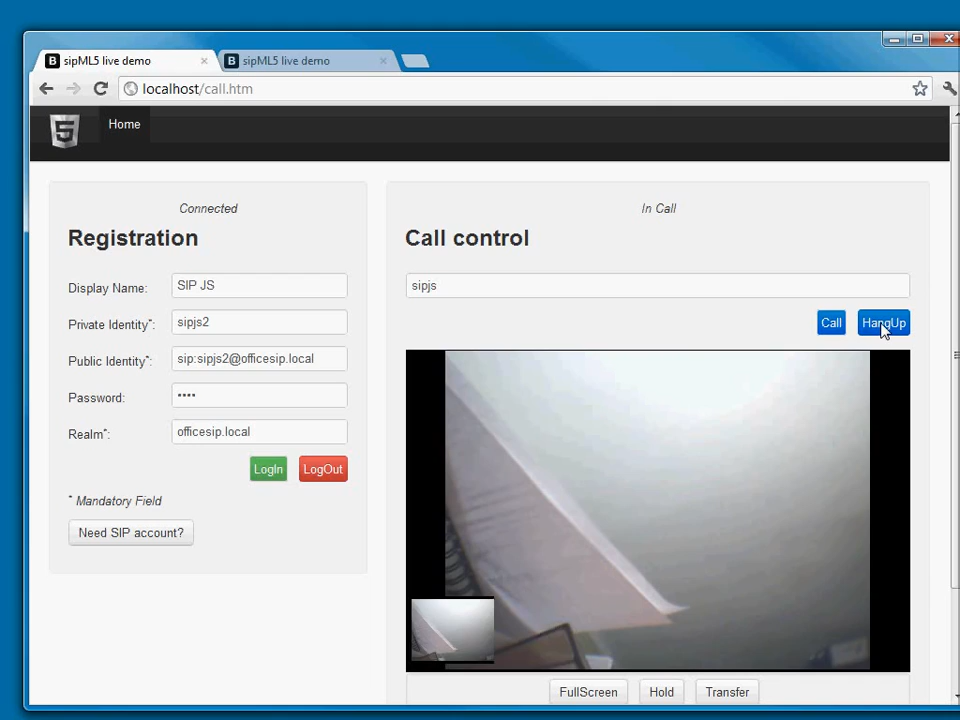 B sipML5 live demo
B sipML5 live demo
localhost/call.htm
5
Home
Connected
Registration
Display Name: SIP JS
Private Identity*: sipjs2
Public Identity*: sip:sipjs2@officesip.local
Password: ••••
Realm*: officesip.local
LogIn LogOut
* Mandatory Field
Need SIP account?
In Call
Call control
sipjs
Call HangUp
FullScreen Hold Transfer